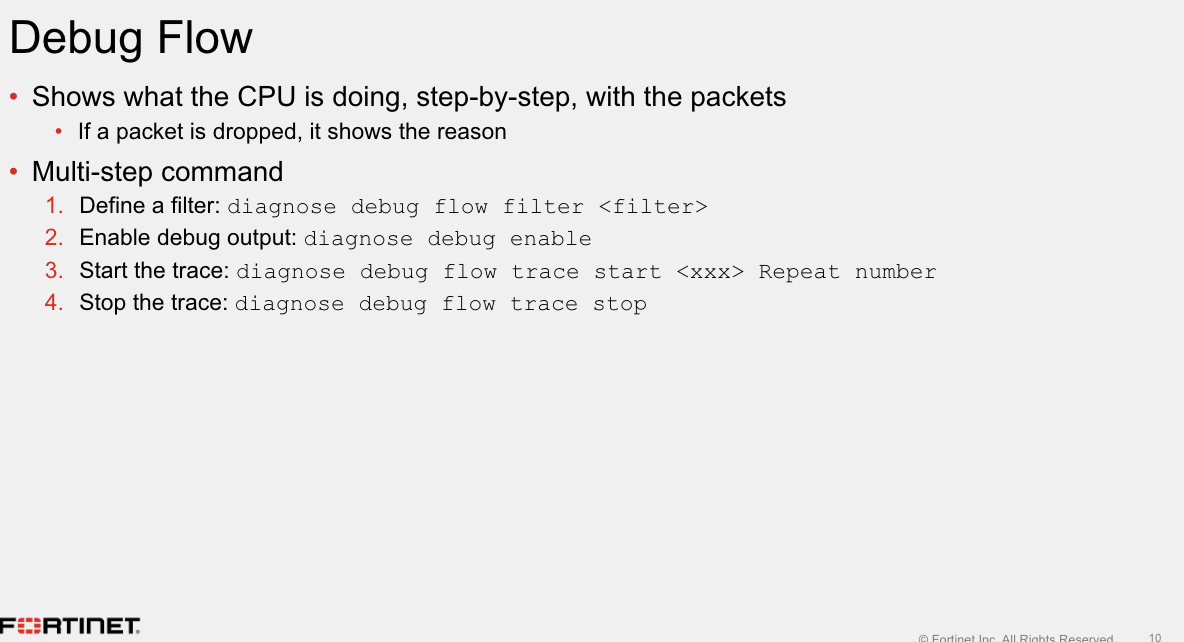 Debug Flow
• Shows what the CPU is doing, step-by-step, with the packets
• If a packet is dropped, it shows the reason
• Multi-step command
1. Define a filter: diagnose debug flow filter <filter>
2. Enable debug output: diagnose debug enable
3. Start the trace: diagnose debug flow trace start <xxx> Repeat number
4. Stop the trace: diagnose debug flow trace stop
FORTINET
© Fortinet Inc. All Rights Reserved. 10